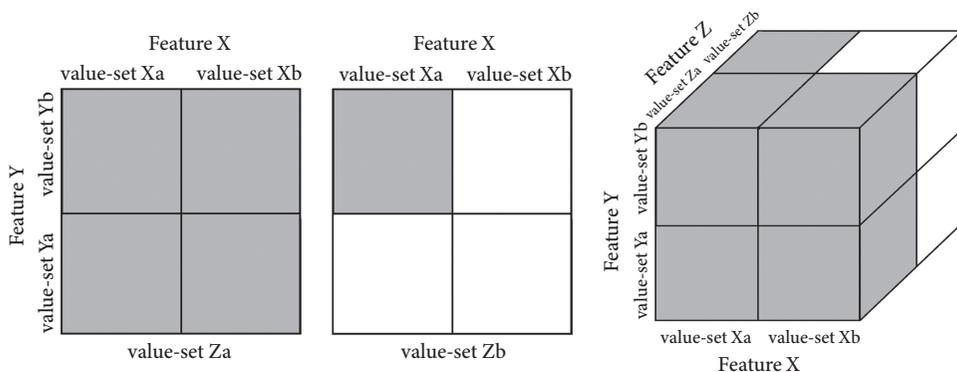 Feature X
value-set Xa value-set Xb
Feature Y
value-set Yb
value-set Ya
value-set Za
Feature X
value-set Xa value-set Xb
value-set Zb
Feature Z
value-set Zb
value-set Za
Feature Y
value-set Yb
value-set Ya
value-set Xa value-set Xb
Feature X